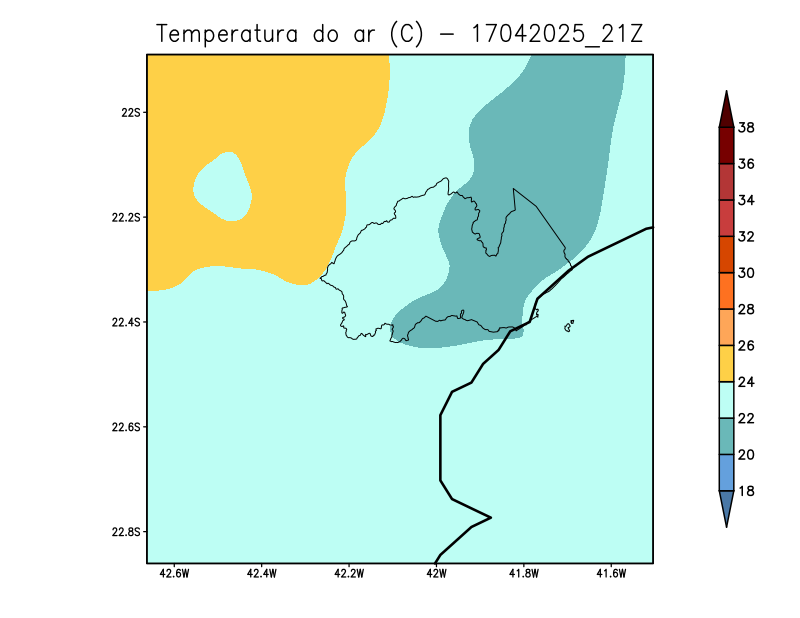 Temperatura do ar (C) - 17042025_21Z
22S
22.2S
22.4S
22.6S
22.8S
42.6W
42.4W
42.2W
42W
41.8W
41.6W
38
36
34
32
30
28
26
24
22
20
18